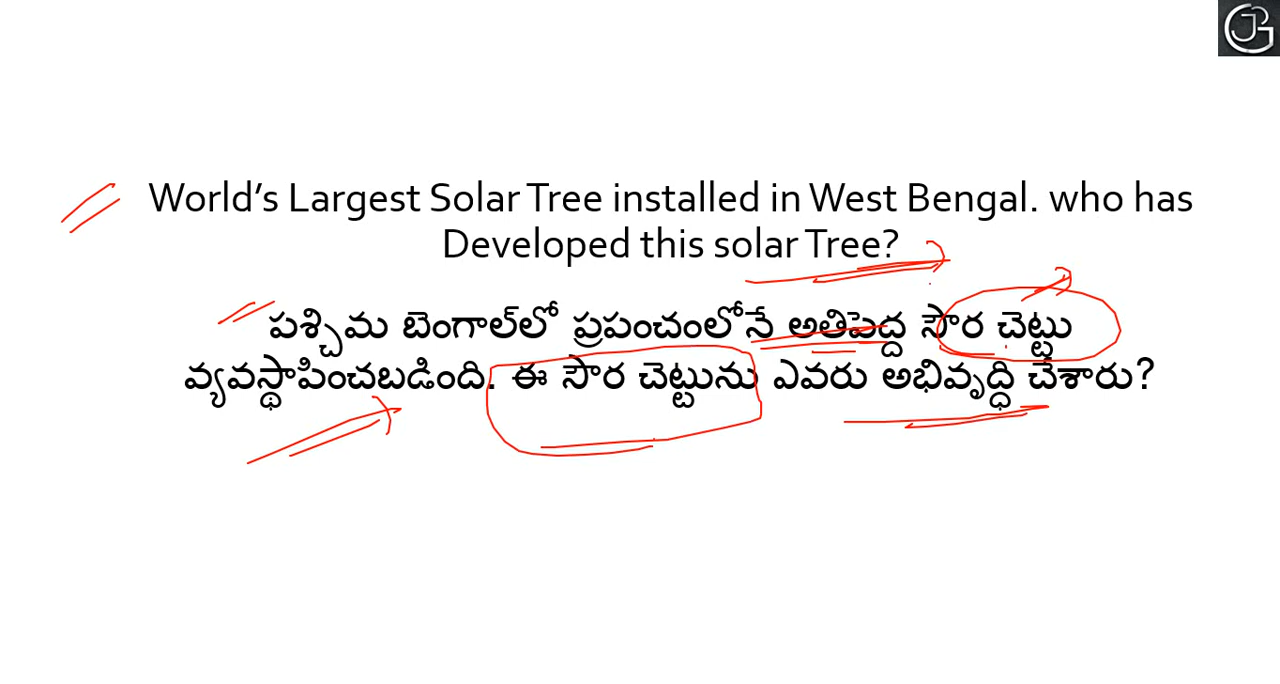 World's Largest Solar Tree installed in West Bengal. who has
Developed this solar Tree?
పశ్చిమ బెంగాల్‌లో ప్రపంచంలోనే అతిపెద్ద సౌర చెట్టు
వ్యవస్థాపించబడింది. ఈ సౌర చెట్టును ఎవరు అభివృద్ధి చేశారు?